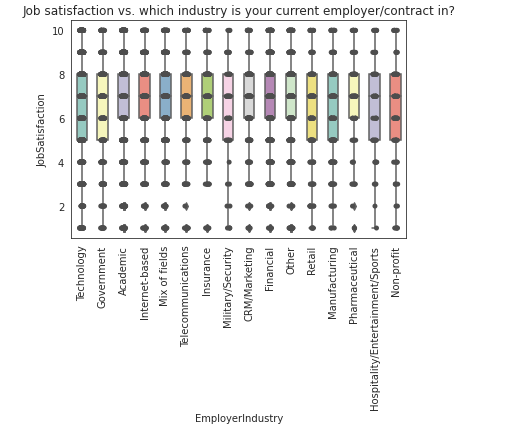 Job satisfaction vs. which industry is your current employer/contract in?
10
8
6
4
2
JobSatisfaction
Technology
Government
Academic
Internet-based
Mix of fields
Telecommunications
Insurance
Military/Security
CRM/Marketing
Financial
Other
Retail
Manufacturing
Pharmaceutical
Hospitality/Entertainment/Sports
Non-profit
EmployerIndustry